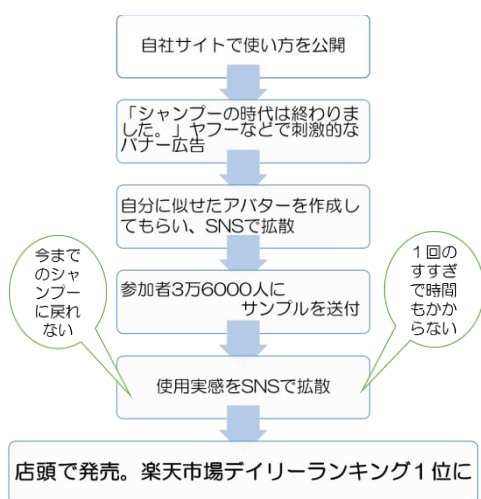 自社サイトで使い方を公開
「シャンプーの時代は終わりま
した。」ヤフーなどで刺激的な
バナー広告
自分に似せたアバターを作成し
てもらい、SNSで拡散
今まで
のシャ
ンプー
に戻れ
ない
1回の
すすぎ
で時間
もかか
らない
参加者3万6000人に
サンプルを送付
使用実感をSNSで拡散
店頭で発売。楽天市場デイリーランキング1位に